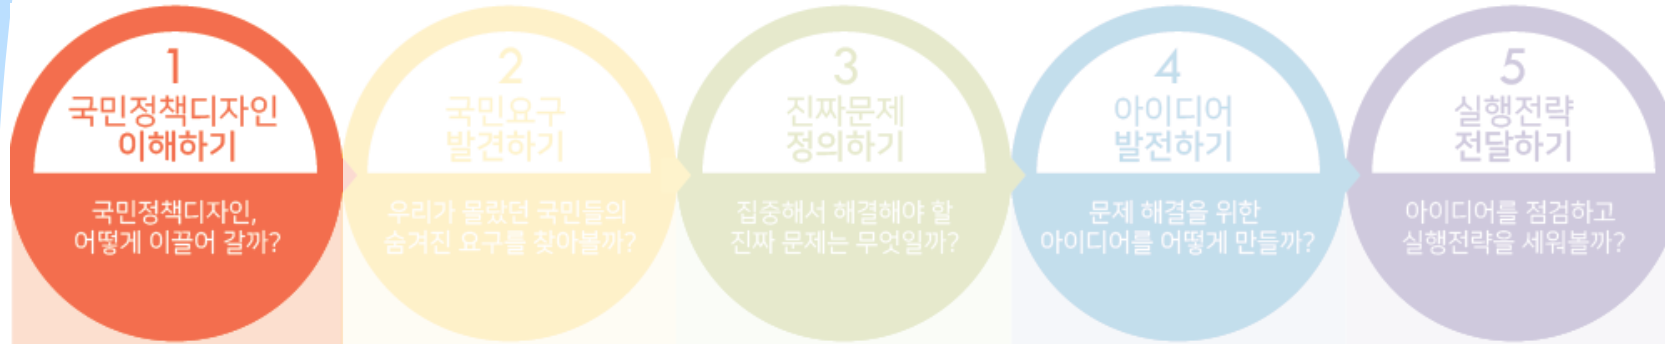 1
국민정책디자인
이해하기
국민정책디자인,
어떻게 이끌어 갈까?
2
국민요구
발견하기
우리가 몰랐던 국민들의
숨겨진 요구를 찾아볼까?
3
진짜문제
정의하기
집중해서 해결해야 할
진짜 문제는 무엇일까?
4
아이디어
발전하기
문제 해결을 위한
아이디어를 어떻게 만들까?
5
실행전략
전달하기
아이디어를 점검하고
실행전략을 세워볼까?